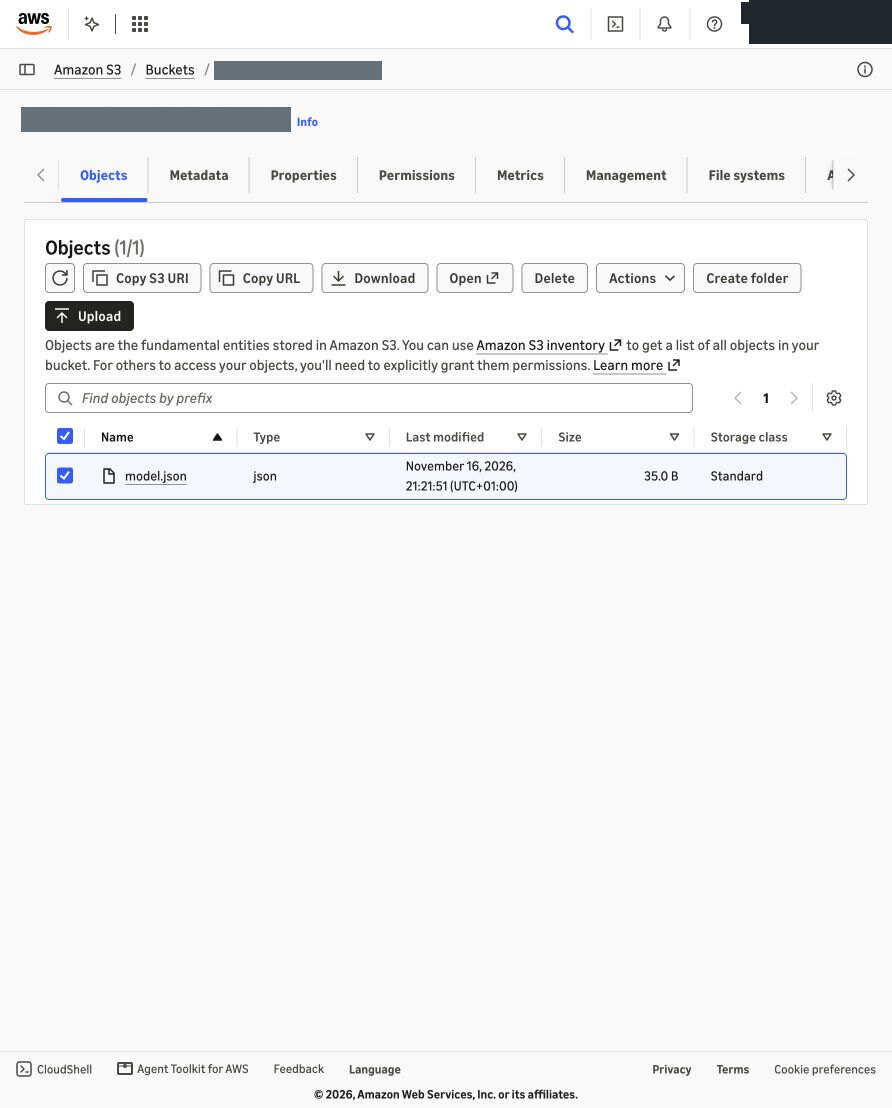 aws
Amazon S3 / Buckets /
Info
Objects Metadata Properties Permissions Metrics Management File systems
Objects (1/1)
Copy S3 URI Copy URL Download Open Delete Actions Create folder
Upload
Objects are the fundamental entities stored in Amazon S3. You can use Amazon S3 inventory to get a list of all objects in your
bucket. For others to access your objects, you'll need to explicitly grant them permissions. Learn more
Find objects by prefix 1
Name Type Last modified Size Storage class
model.json json November 16, 2026, 35.0 B Standard
21:21:51 (UTC+01:00)
CloudShell Agent Toolkit for AWS Feedback Language Privacy Terms Cookie preferences
© 2026, Amazon Web Services, Inc. or its affiliates.